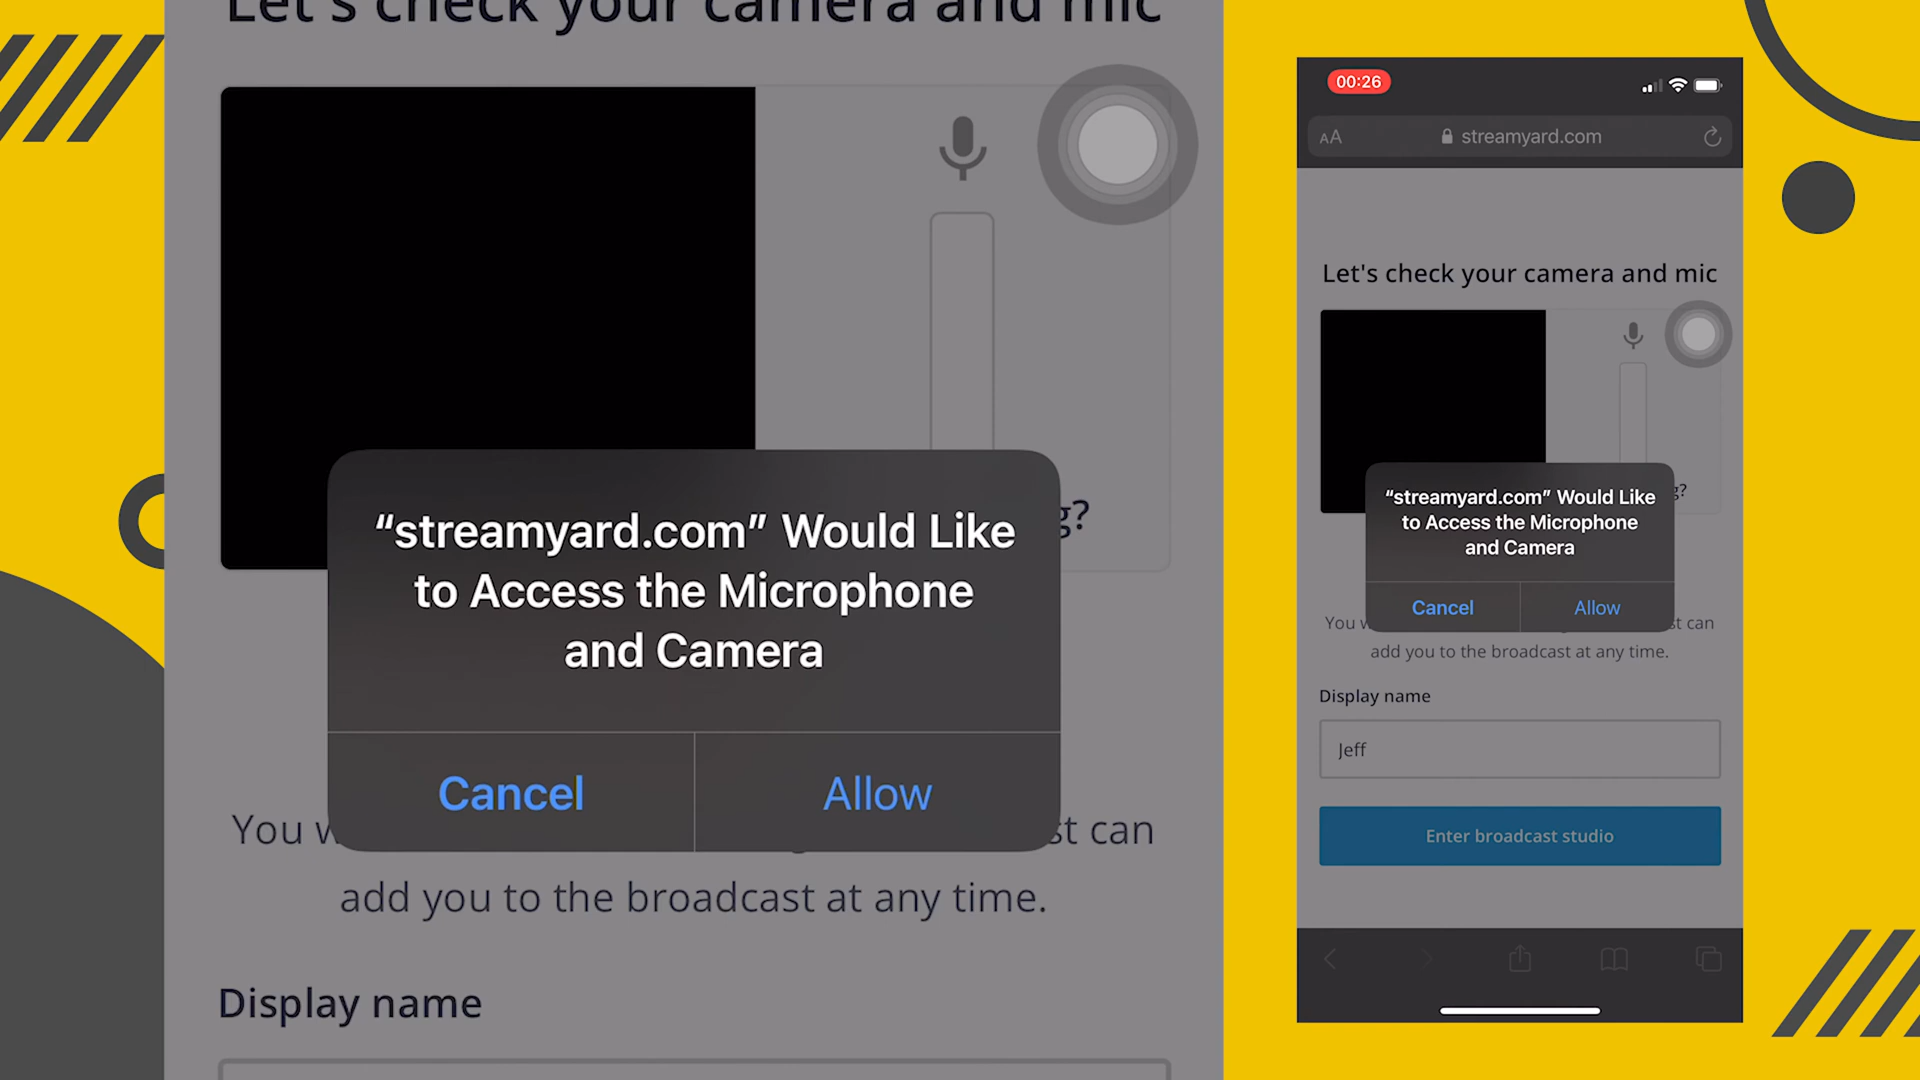 Let's check your camera and mic
g?
“streamyard.com” Would Like
to Access the Microphone
and Camera
Cancel
Allow
You w
st can
add you to the broadcast at any time.
Display name
00:26
AA
streamyard.com
Let's check your camera and mic
g?
“streamyard.com” Would Like
to Access the Microphone
and Camera
Cancel
Allow
You w
st can
add you to the broadcast at any time.
Display name
Jeff
Enter broadcast studio